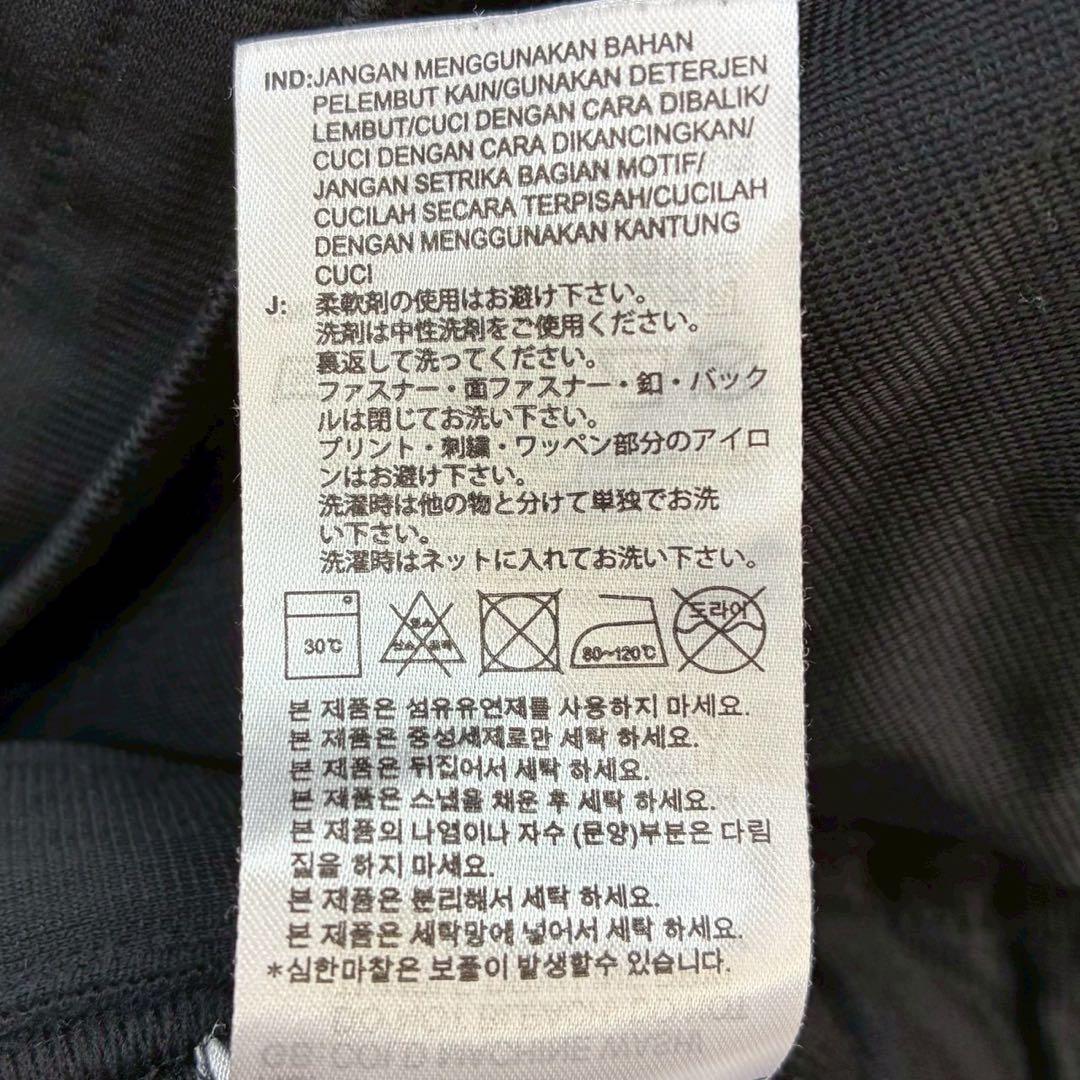 IND:JANGAN MENGGUNAKAN BAHAN
PELEMBUT KAIN/GUNAKAN DETERJEN
LEMBUT/CUCI DENGAN CARA DIBALIK/
CUCI DENGAN CARA DIKANCINGKAN/
JANGAN SETRIKA BAGIAN MOTIF/
CUCILAH SECARA TERPISAH/CUCILAH
DENGAN MENGGUNAKAN KANTUNG
CUCI
J: 柔軟剤の使用はお避け下さい。
洗剤は中性洗剤をご使用ください。
裏返して洗ってください。
ファスナー・面ファスナー・釦・バック
ルは閉じてお洗い下さい。
プリント・刺繍・ワッペン部分のアイロ
ンはお避け下さい。
洗濯時は他の物と分けて単独でお洗
い下さい。
洗濯時はネットに入れてお洗い下さい。
30℃
80~120℃
드라이
본 제품은 섬유유연제를 사용하지 마세요.
본 제품은 중성세제로만 세탁 하세요.
본 제품은 뒤집어서 세탁 하세요.
본 제품은 스냅을 채운 후 세탁 하세요.
본 제품의 나염이나 자수 (문양)부분은 다림
질을 하지 마세요.
본 제품은 분리해서 세탁 하세요.
본 제품은 세탁망에 넣어서 세탁 하세요.
*심한마찰은 보풀이 발생할수 있습니다.